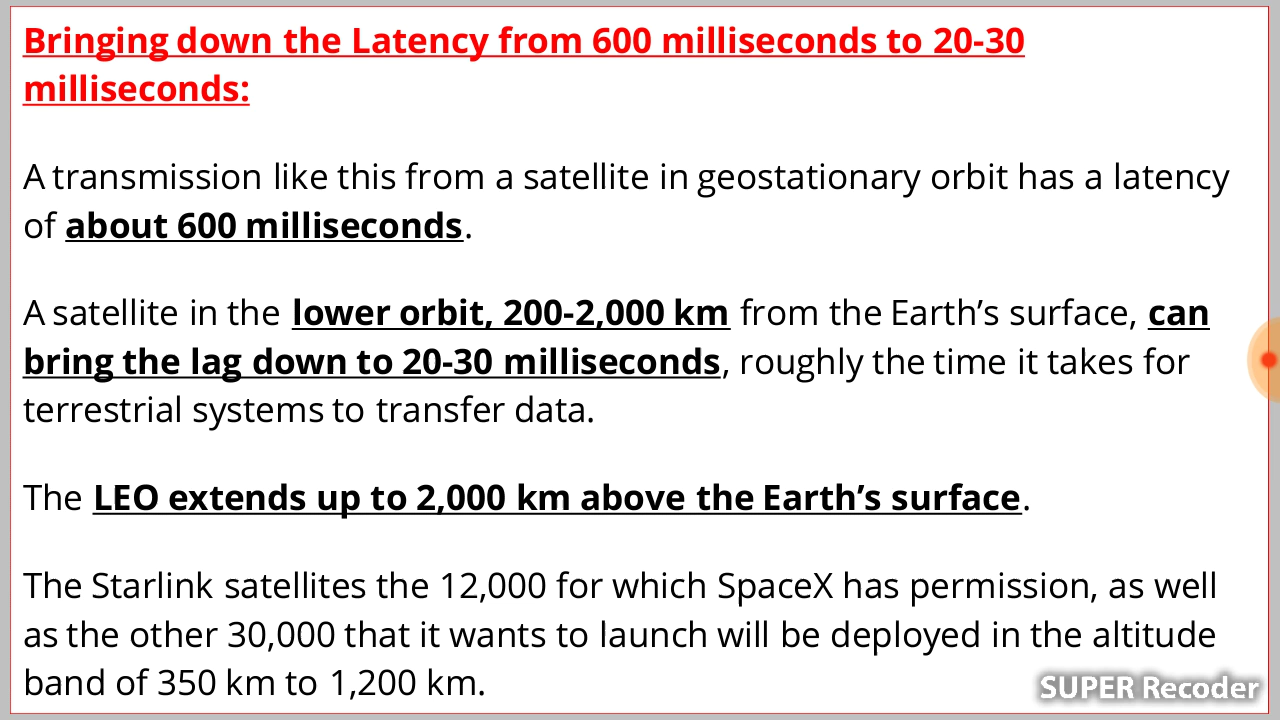 Bringing down the Latency from 600 milliseconds to 20-30
milliseconds:
A transmission like this from a satellite in geostationary orbit has a latency
of about 600 milliseconds.
A satellite in the lower orbit, 200-2,000 km from the Earth’s surface, can
bring the lag down to 20-30 milliseconds, roughly the time it takes for
terrestrial systems to transfer data.
The LEO extends up to 2,000 km above the Earth’s surface.
The Starlink satellites the 12,000 for which SpaceX has permission, as well
as the other 30,000 that it wants to launch will be deployed in the altitude
band of 350 km to 1,200 km.
SUPER Recoder